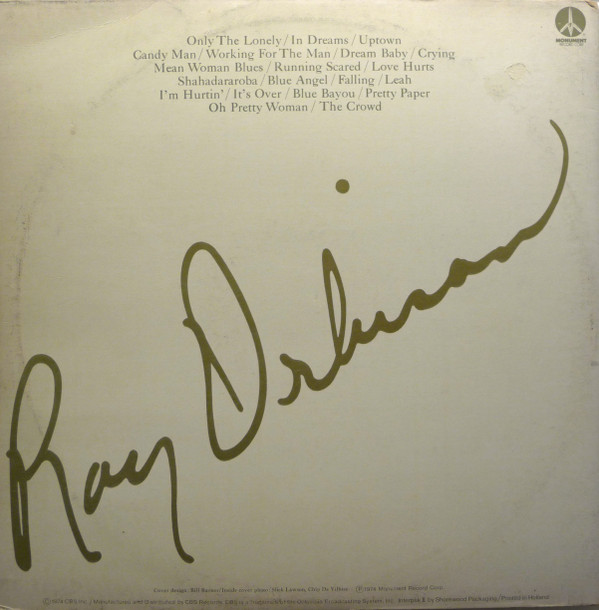 Only The Lonely / In Dreams / Uptown
Candy Man / Working For The Man / Dream Baby / Crying
Mean Woman Blues / Running Scared / Love Hurts
Shahadararoba / Blue Angel / Falling / Leah
I'm Hurtin' / It's Over / Blue Bayou / Pretty Paper
Oh Pretty Woman / The Crowd
MONUMENT
Roy Orbison